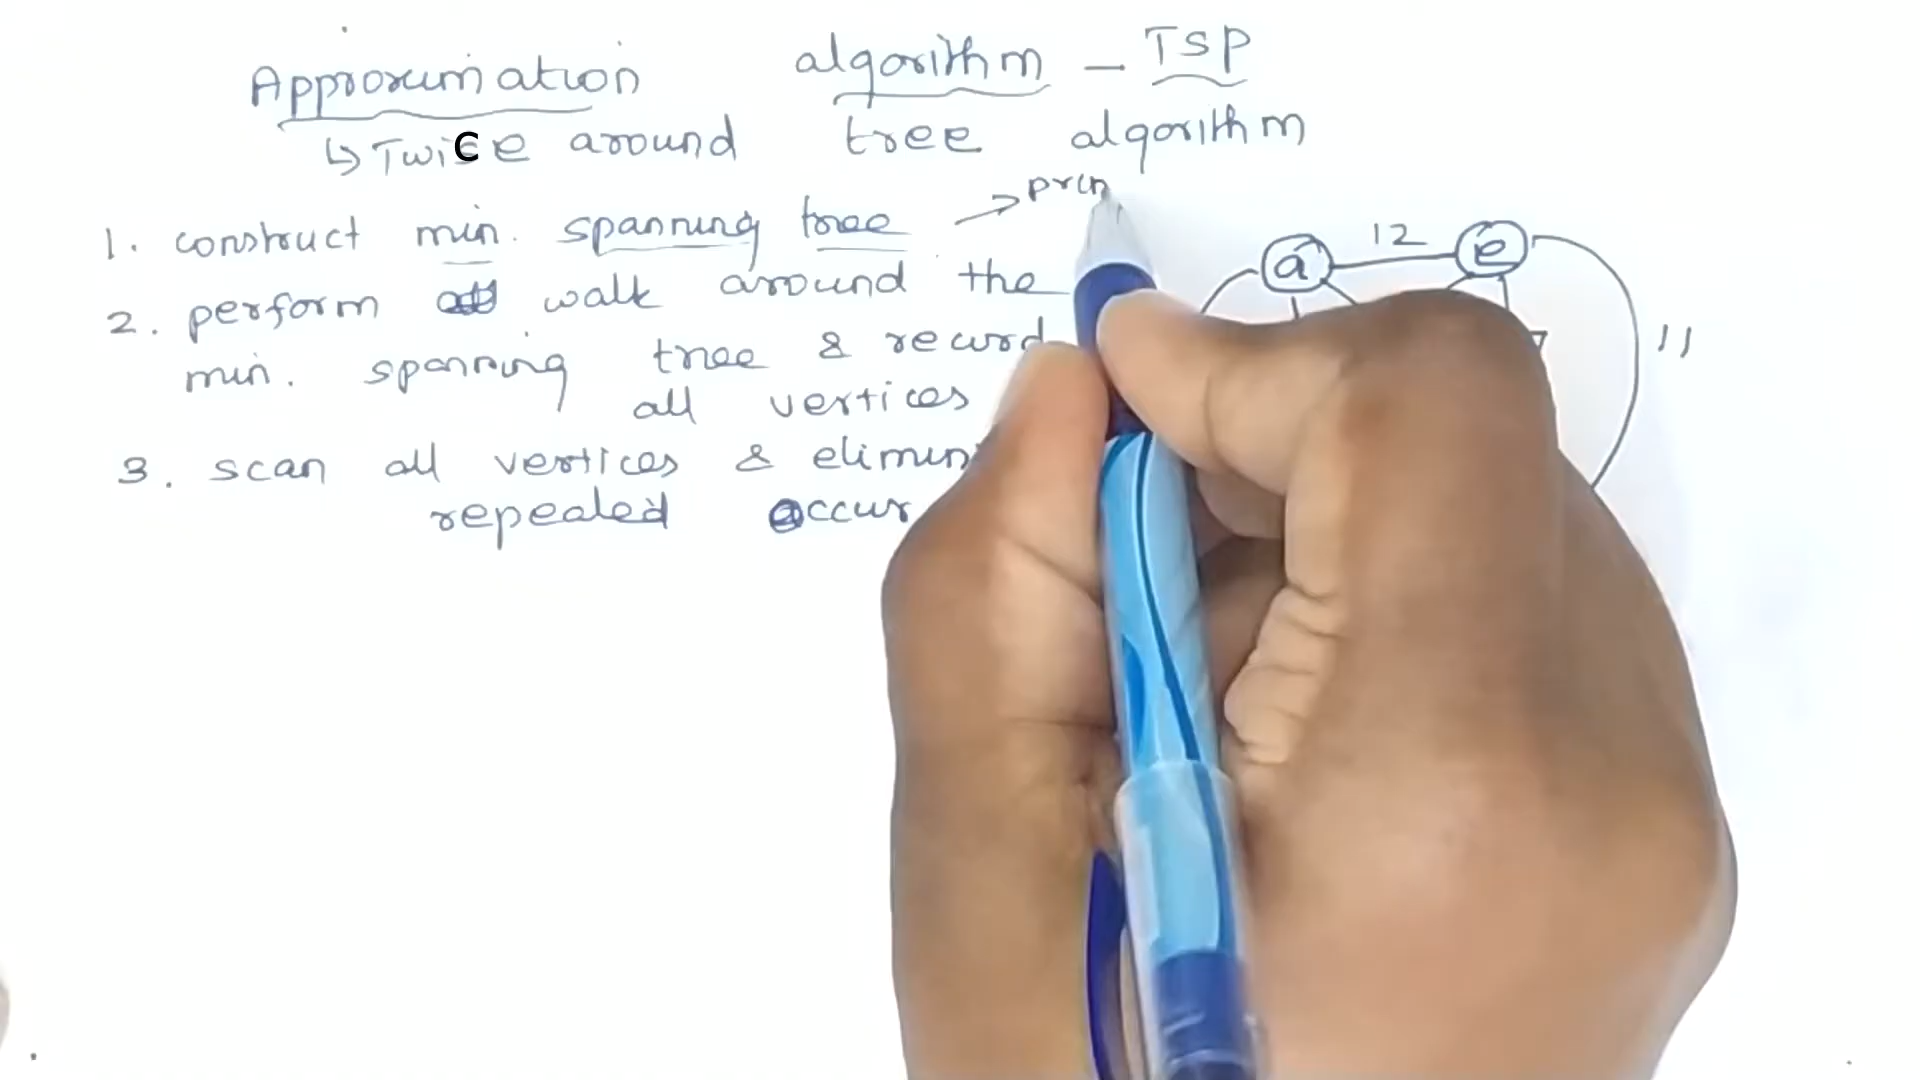 Approximation algorithm - TSP
↳ Twice around tree algorithm
1. construct min. spanning tree → prim
2. perform a walk around the
min. spanning tree & record
all vertices
3. scan all vertices & elimin
repeated occur
a 12 e
11